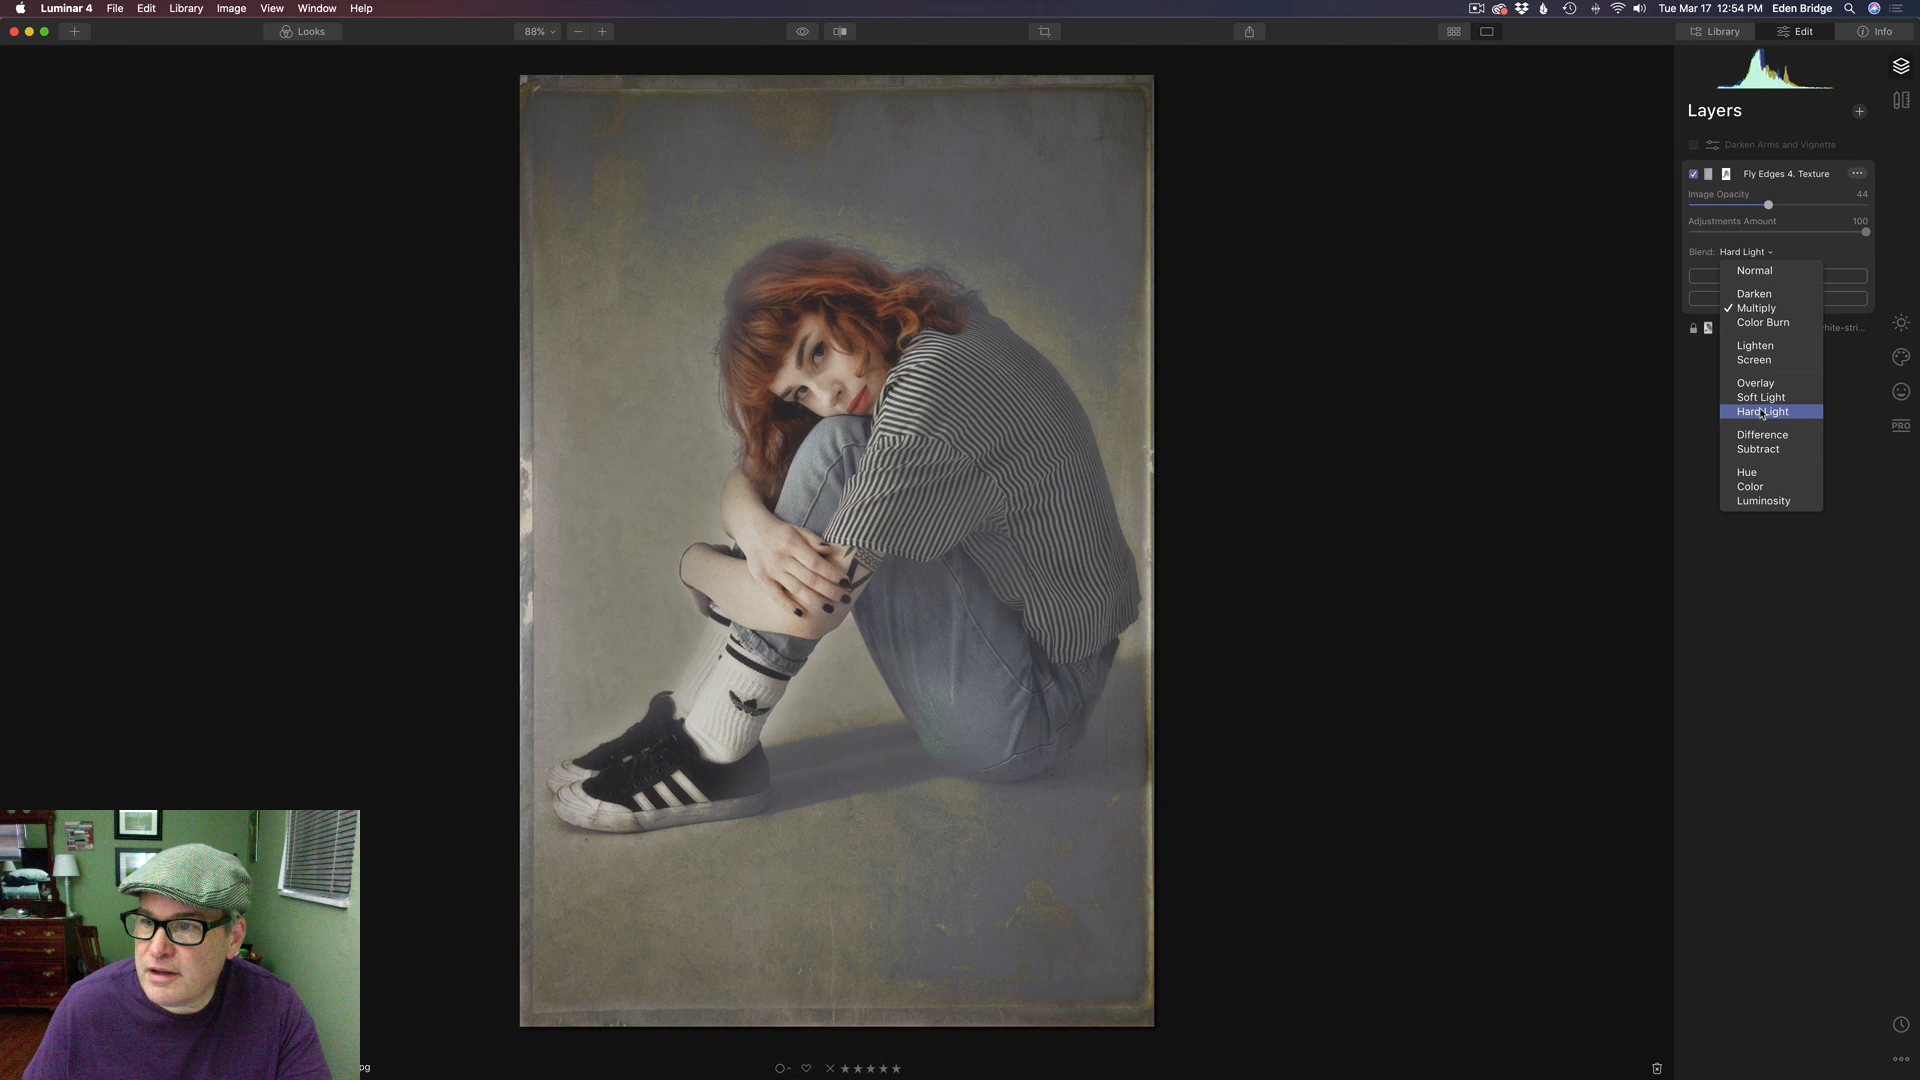 Luminar 4 File Edit Library Image View Window Help Tue Mar 17 12:54 PM Eden Bridge
Looks 88% Library Edit Info
Layers
Darken Arms and Vignette
Fly Edges 4. Texture
Image Opacity 44
Adjustments Amount 100
Blend: Hard Light
Normal
Darken
Multiply
Color Burn
hite-stri...
Lighten
Screen
Overlay
Soft Light
Hard Light
PRO
Difference
Subtract
Hue
Color
Luminosity
pg